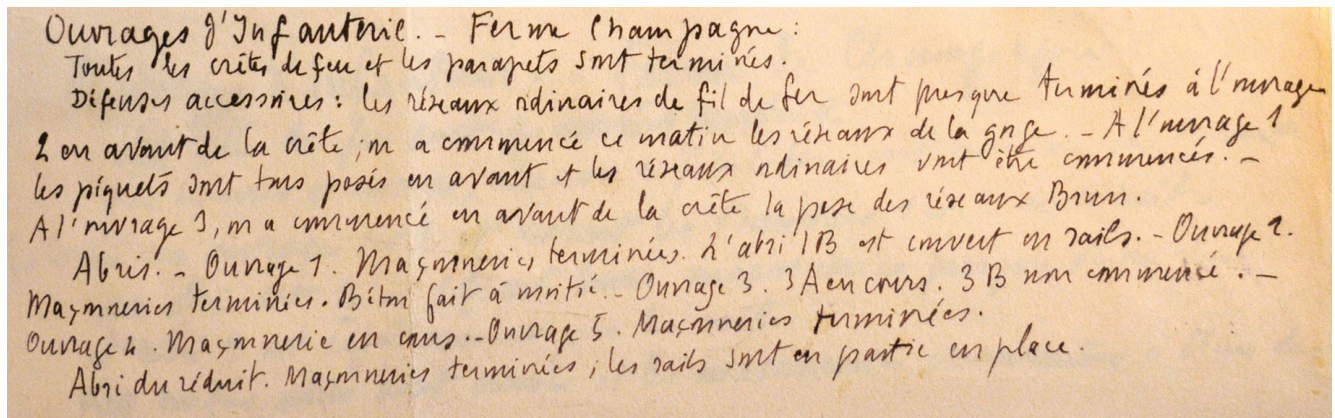 Ouvrages d'Infanterie. - Ferme Champagne :
Toutes les crêtes de feu et les parapets sont terminés.
Défenses accessoires : les réseaux ordinaires de fil de fer sont presque terminés à l'ouvrage
2 en avant de la crête ; on a commencé ce matin les réseaux de la gorge. - A l'ouvrage 1
les piquets sont tous posés en avant et les réseaux ordinaires vont être commencés. -
A l'ouvrage 3, on a commencé en avant de la crête la pose des réseaux Brun.
Abris. - Ouvrage 1. Maçonneries terminées. L'abri 1B est couvert en rails. - Ouvrage 2.
Maçonneries terminées. Béton fait à moitié. - Ouvrage 3. 3A en cours. 3B non commencé. -
Ouvrage 4. Maçonnerie en cours. - Ouvrage 5. Maçonneries terminées.
Abri du réduit. Maçonneries terminées ; les rails sont en partie en place.